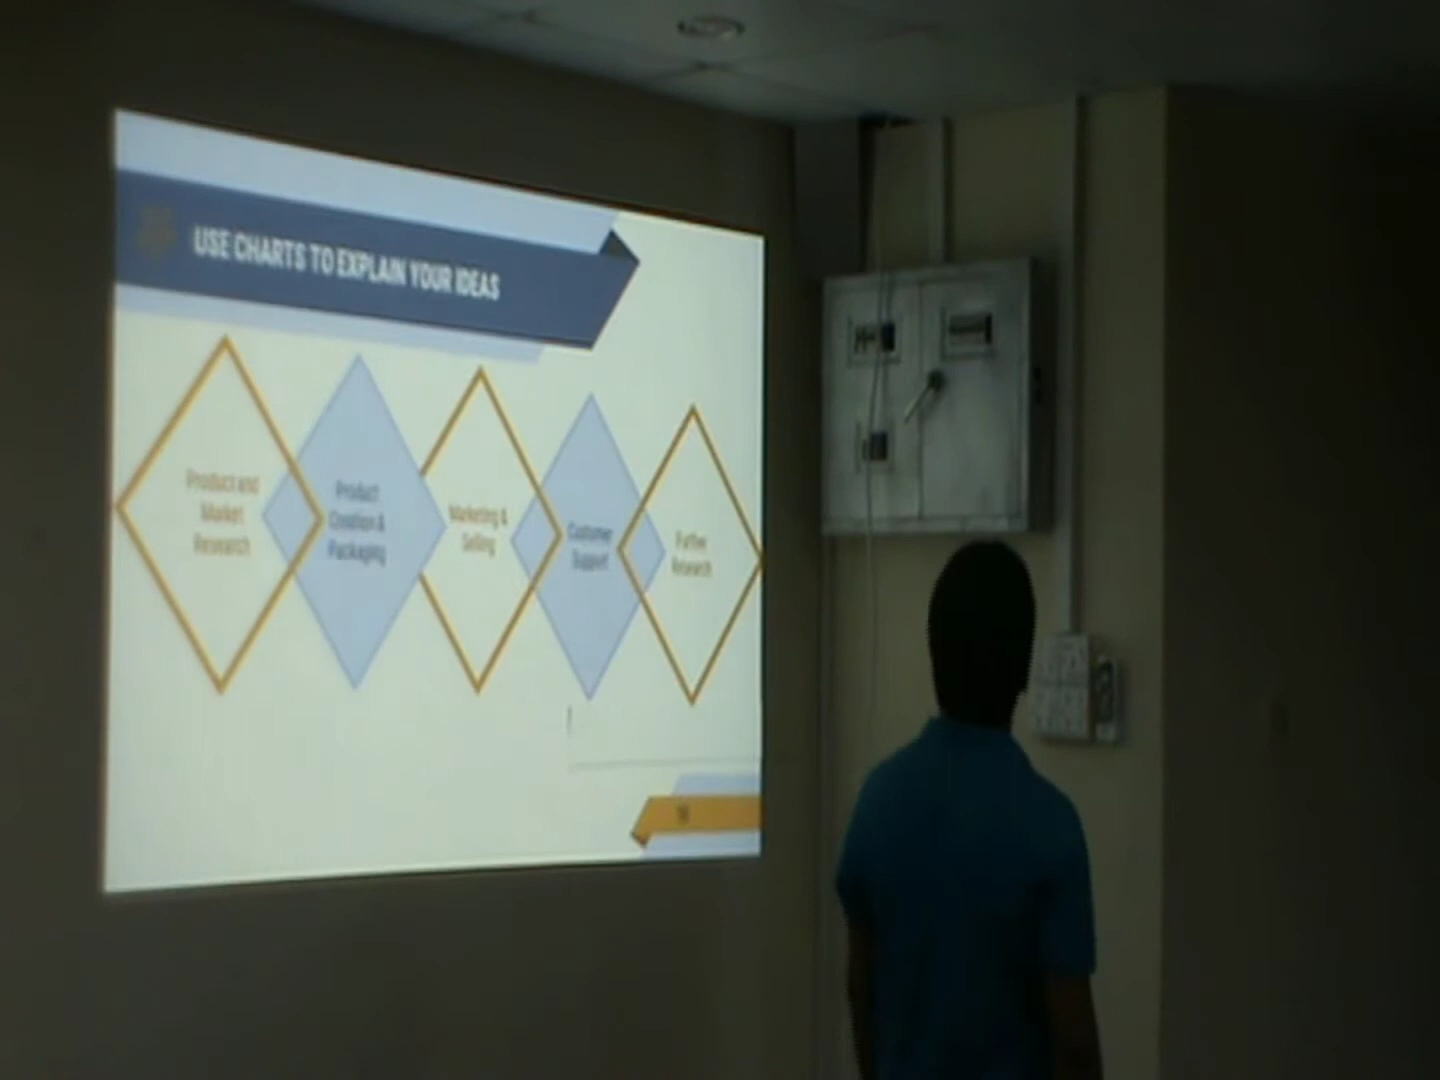 USE CHARTS TO EXPLAIN YOUR IDEAS
Product and
Market
Research
Product
Creation &
Packaging
Marketing &
Selling
Customer
Support
Further
Research